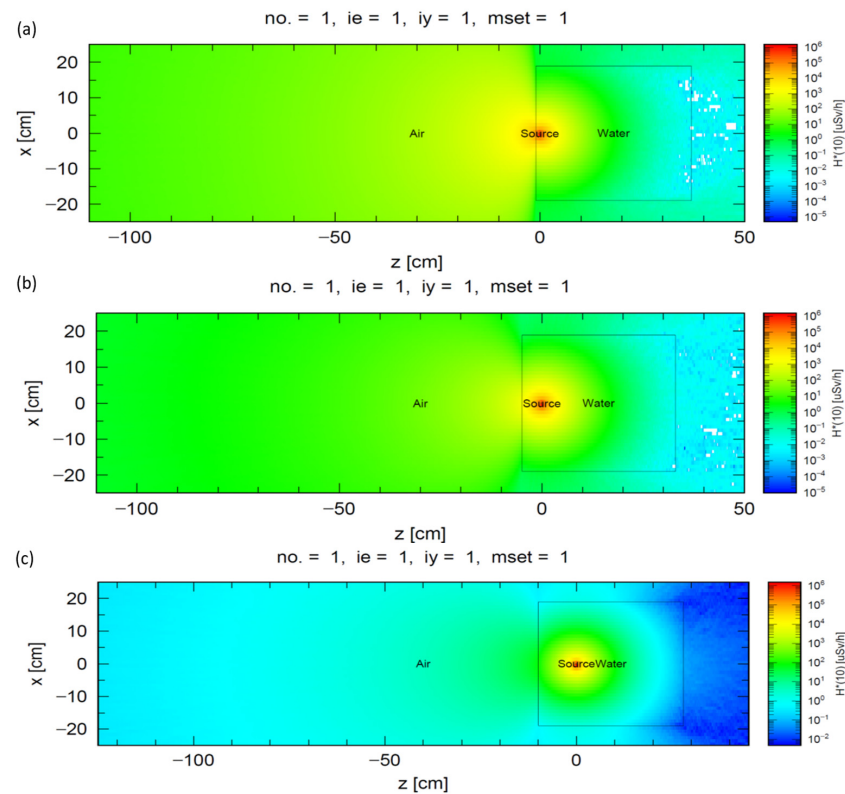 (a)
no. = 1, ie = 1, iy = 1, mset = 1
x [cm]
20
10
0
−10
−20
Air
Source
Water
−100
−50
0
50
z [cm]
10⁶
10⁵
10⁴
10³
10²
10¹
10⁰
10⁻¹
10⁻²
10⁻³
10⁻⁴
10⁻⁵
H*(10) [uSv/h]
(b)
no. = 1, ie = 1, iy = 1, mset = 1
x [cm]
20
10
0
−10
−20
Air
Source
Water
−100
−50
0
50
z [cm]
10⁶
10⁵
10⁴
10³
10²
10¹
10⁰
10⁻¹
10⁻²
10⁻³
10⁻⁴
10⁻⁵
H*(10) [uSv/h]
(c)
no. = 1, ie = 1, iy = 1, mset = 1
x [cm]
20
10
0
−10
−20
Air
Source
Water
−100
−50
0
z [cm]
10⁶
10⁵
10⁴
10³
10²
10¹
10⁰
10⁻¹
10⁻²
H*(10) [uSv/h]